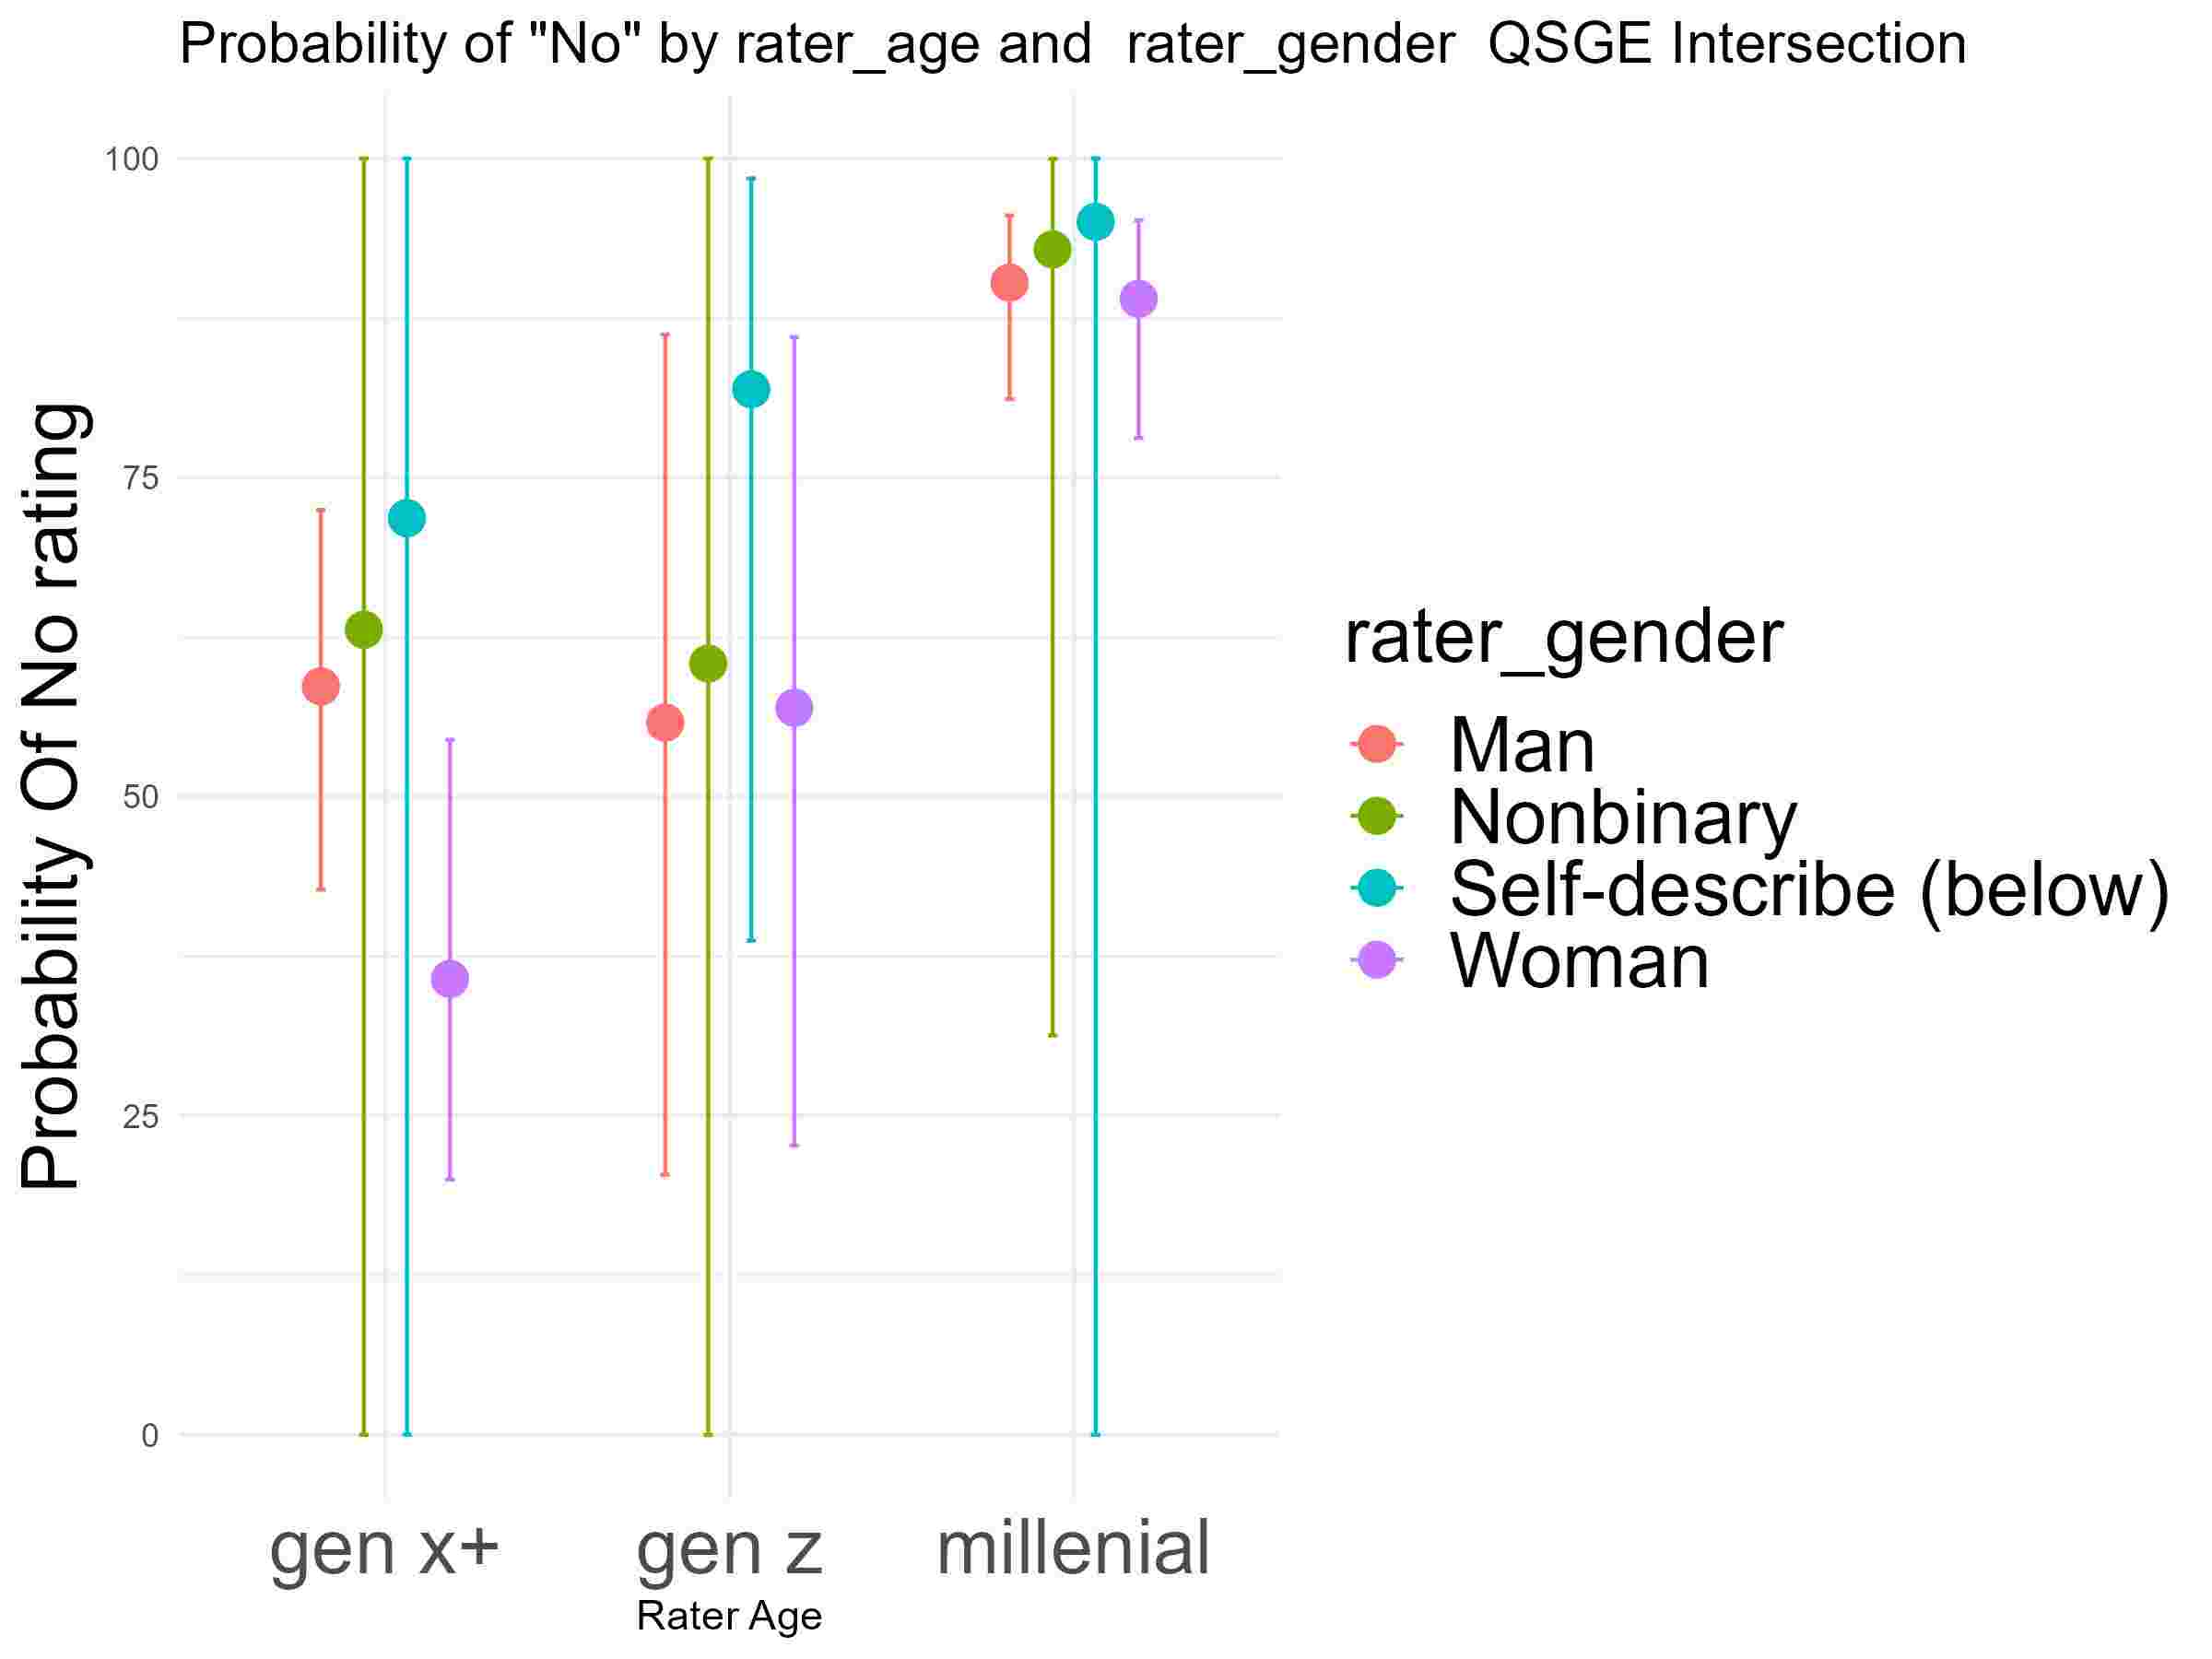 Probability of "No" by rater_age and  rater_gender  QSGE Intersection
Probability Of No rating
100
75
50
25
0
gen x+
gen z
millenial
Rater Age
rater_gender
Man
Nonbinary
Self-describe (below)
Woman